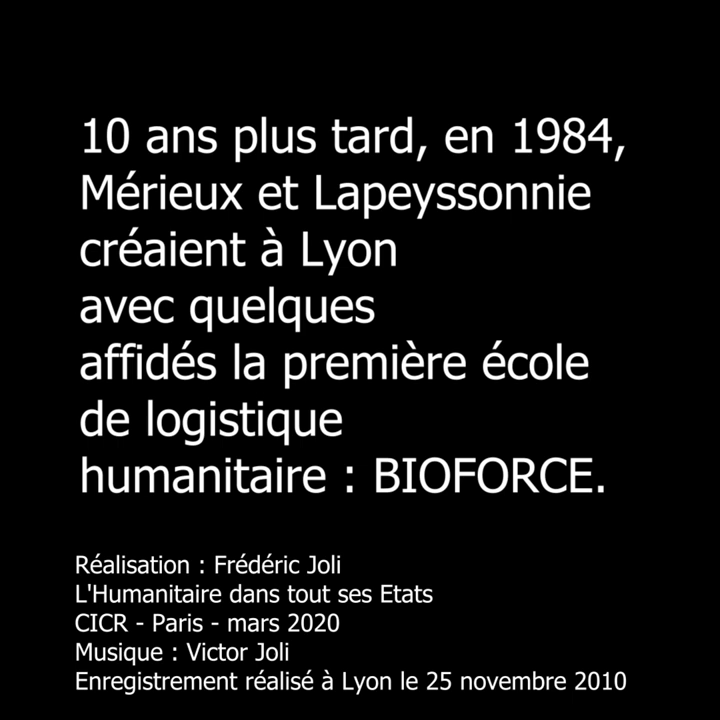 10 ans plus tard, en 1984,
Mérieux et Lapeyssonnie
créaient à Lyon
avec quelques
affidés la première école
de logistique
humanitaire : BIOFORCE.
Réalisation : Frédéric Joli
L'Humanitaire dans tout ses Etats
CICR - Paris - mars 2020
Musique : Victor Joli
Enregistrement réalisé à Lyon le 25 novembre 2010